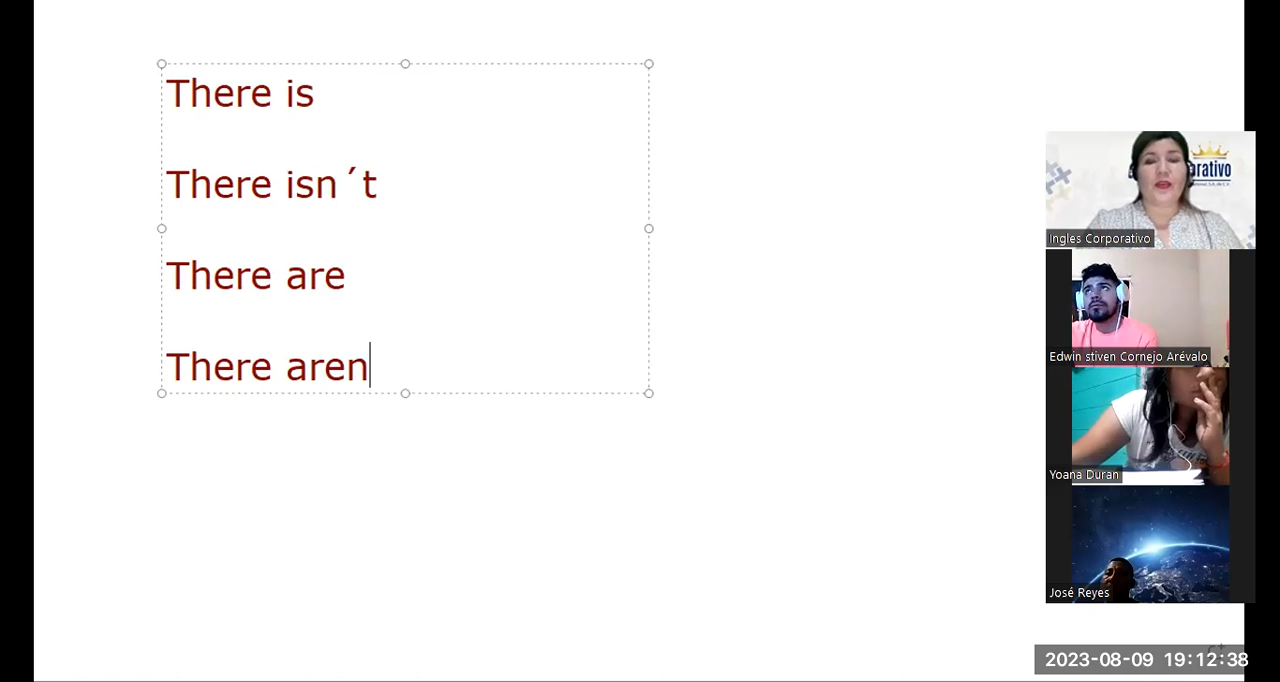 There is
There isn´t
There are
There aren
arativo
Ingles Corporativo
Edwin stiven Cornejo Arévalo
Yoana Duran
José Reyes
2023-08-09 19:12:38